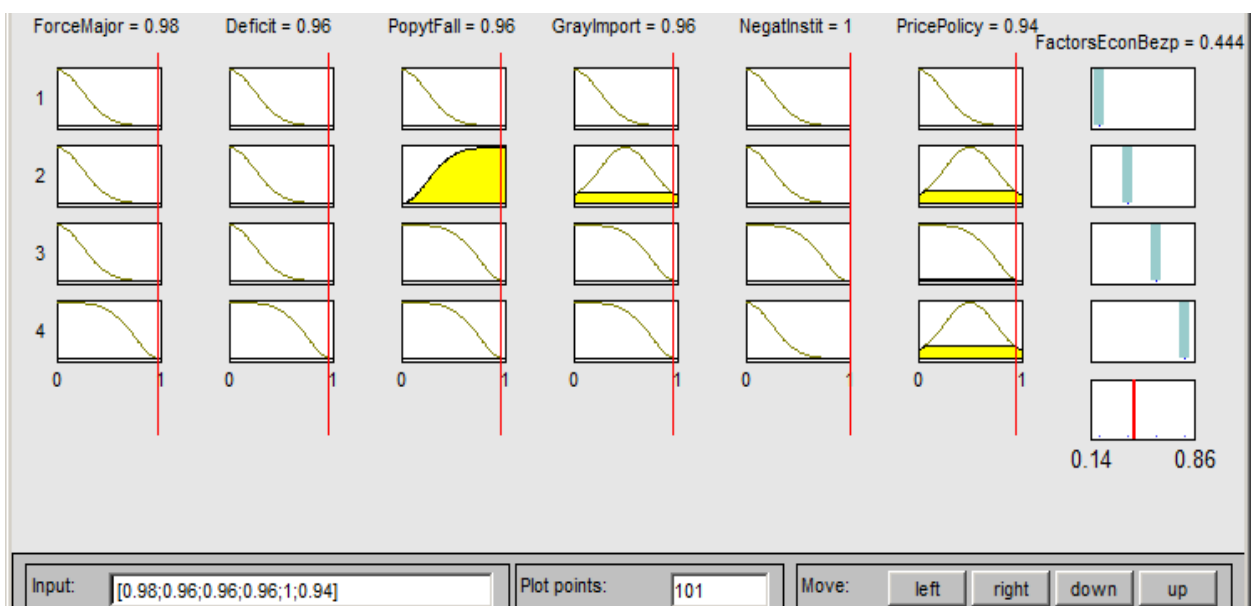 ForceMajor = 0.98 Deficit = 0.96 PopytFall = 0.96 GrayImport = 0.96 NegatInstit = 1 PricePolicy = 0.94
FactorsEconBezp = 0.444
1
2
3
4
0 1 0 1 0 1 0 1 0 1 0 1
0.14 0.86
Input: [0.98;0.96;0.96;0.96;1;0.94] Plot points: 101 Move: left right down up